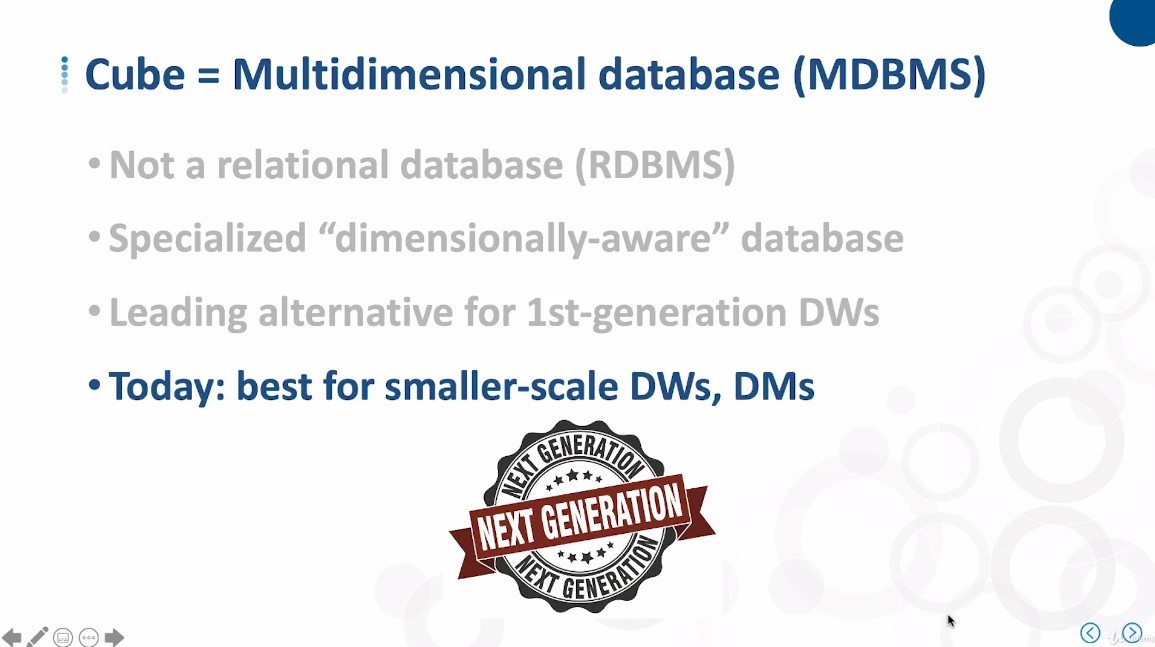 Cube = Multidimensional database (MDBMS)
• Not a relational database (RDBMS)
• Specialized “dimensionally-aware” database
• Leading alternative for 1st-generation DWs
• Today: best for smaller-scale DWs, DMs
NEXT GENERATION
NEXT GENERATION
NEXT GENERATION